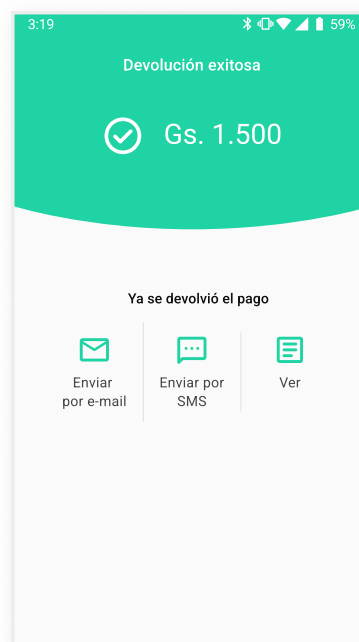 3:19
59%
Devolución exitosa
Gs. 1.500
Ya se devolvió el pago
Enviar
por e-mail
Enviar por
SMS
Ver